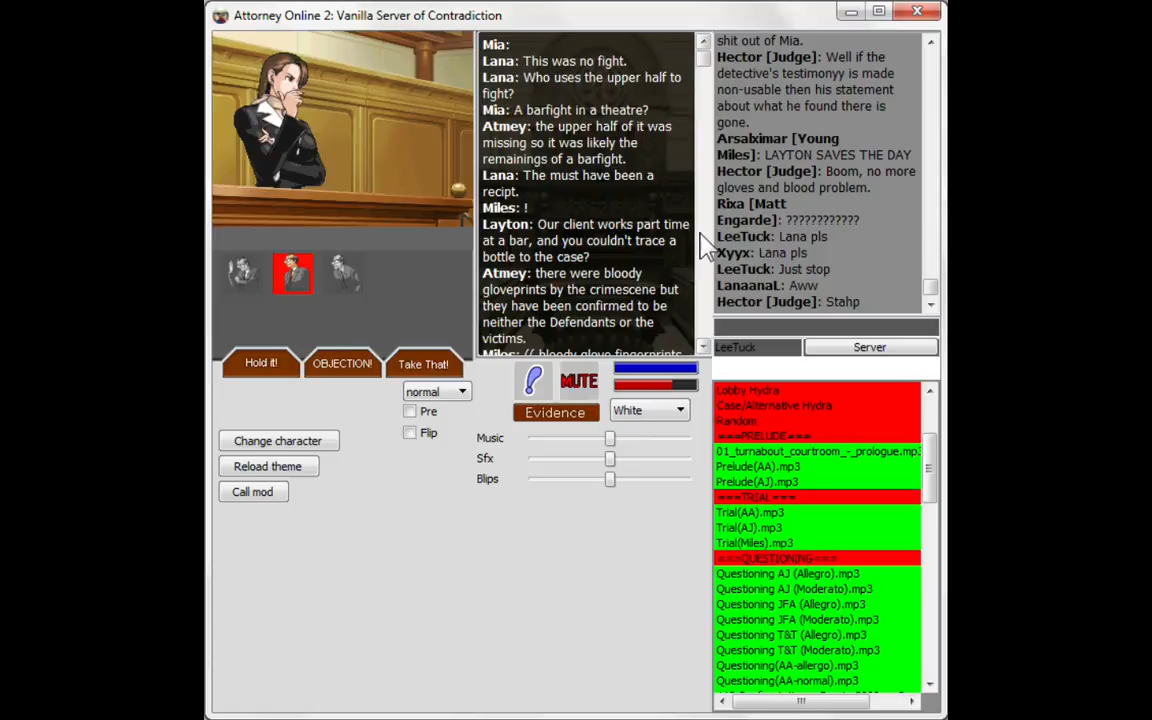 Attorney Online 2: Vanilla Server of Contradiction
Mia:
Lana: This was no fight.
Lana: Who uses the upper half to
fight?
Mia: A barfight in a theatre?
Atmey: the upper half of it was
missing so it was likely the
remainings of a barfight.
Lana: The must have been a
recipt.
Miles: !
Layton: Our client works part time
at a bar, and you couldn't trace a
bottle to the case?
Atmey: there were bloody
gloveprints by the crimescene but
they have been confirmed to be
neither the Defendants or the
victims.
Miles: (( bloody glove fingerprints
shit out of Mia.
Hector [Judge]: Well if the
detective's testimonyy is made
non-usable then his statement
about what he found there is
gone.
Arsalximar [Young
Miles]: LAYTON SAVES THE DAY
Hector [Judge]: Boom, no more
gloves and blood problem.
Rixa [Matt
Engarde]: ????????????
LeeTuck: Lana pls
Xyyx: Lana pls
LeeTuck: Just stop
LanaanaL: Aww
Hector [Judge]: Stahp
LeeTuck
Server
Hold it!
OBJECTION!
Take That!
normal
Pre
Flip
MUTE
Evidence
White
Music
Sfx
Blips
Change character
Reload theme
Call mod
Lobby Hydra
Case/Alternative Hydra
Random
===PRELUDE===
01_turnabout_courtroom_-_prologue.mp3
Prelude(AA).mp3
Prelude(AJ).mp3
===TRIAL===
Trial(AA).mp3
Trial(AJ).mp3
Trial(Miles).mp3
===QUESTIONING===
Questioning AJ (Allegro).mp3
Questioning AJ (Moderato).mp3
Questioning JFA (Allegro).mp3
Questioning JFA (Moderato).mp3
Questioning T&T (Allegro).mp3
Questioning T&T (Moderato).mp3
Questioning(AA-allergo).mp3
Questioning(AA-normal).mp3